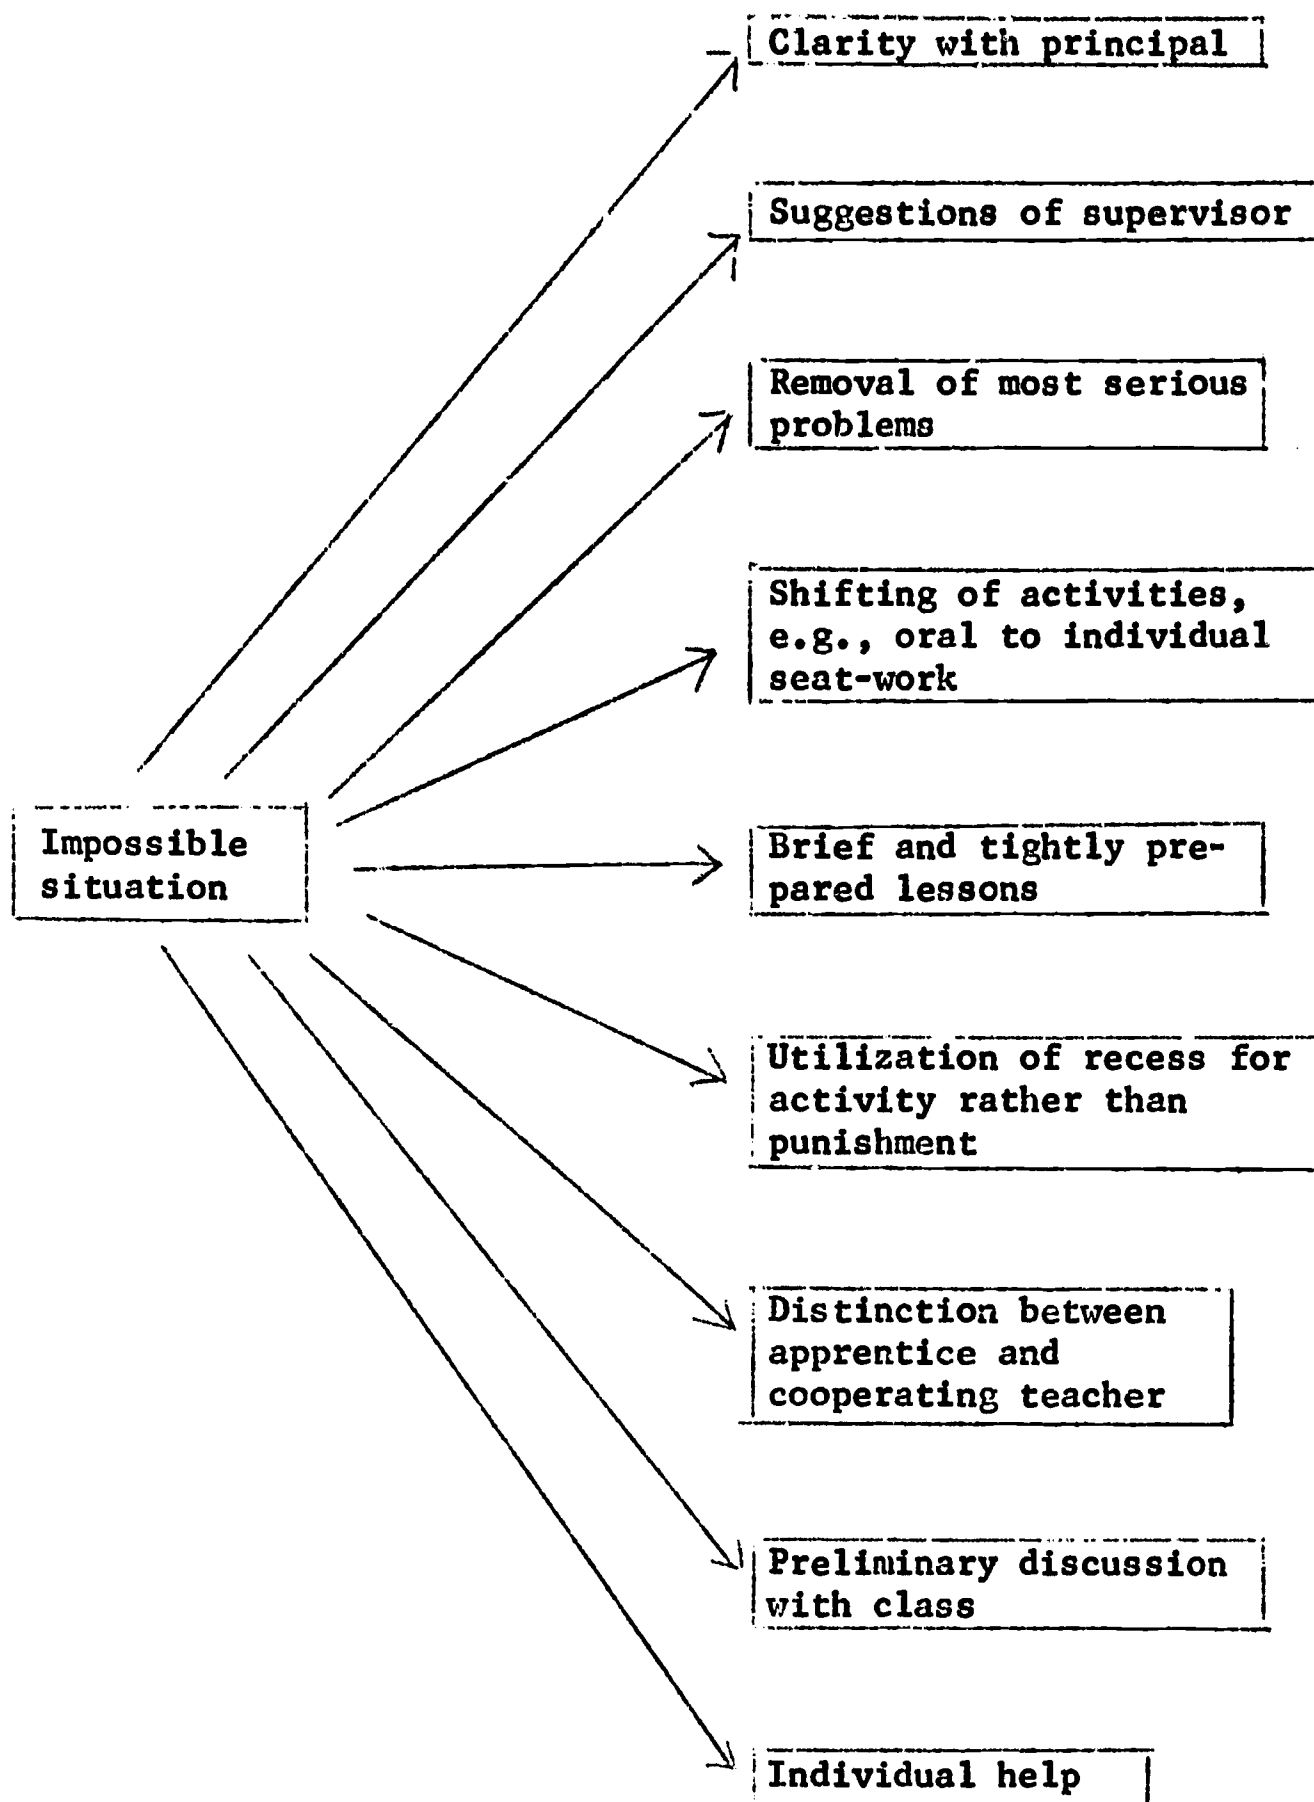 Clarity with principal
Suggestions of supervisor
Removal of most serious
problems
Shifting of activities,
e.g., oral to individual
seat-work
Impossible
situation
Brief and tightly pre-
pared lessons
Utilization of recess for
activity rather than
punishment
Distinction between
apprentice and
cooperating teacher
Preliminary discussion
with class
Individual help